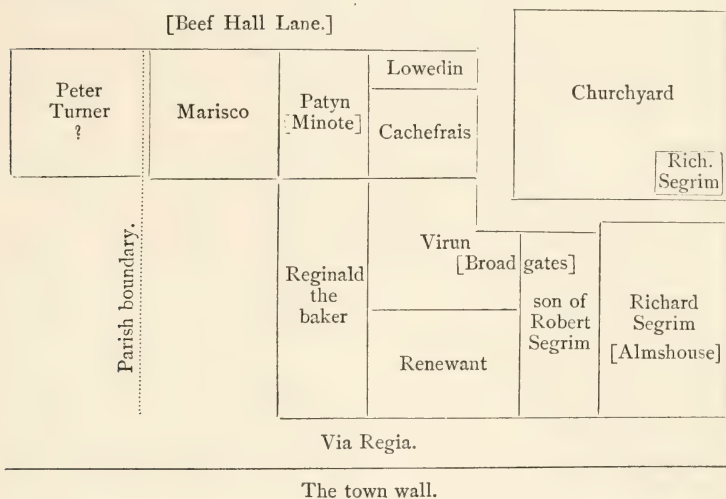 [Beef Hall Lane.]
Peter
Turner
?
Marisco
Patyn
[Minote]
Lowedin
Cachefrais
Churchyard
Rich.
Segrim
Parish boundary.
Reginald
the
baker
Virun
[Broad gates]
Renewant
son of
Robert
Segrim
Richard
Segrim
[Almshouse]
Via Regia.
The town wall.